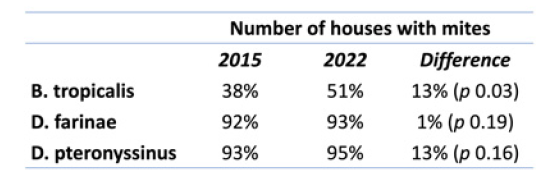 Number of houses with mites
2015 2022 Difference
B. tropicalis 38% 51% 13% (p 0.03)
D. farinae 92% 93% 1% (p 0.19)
D. pteronyssinus 93% 95% 13% (p 0.16)